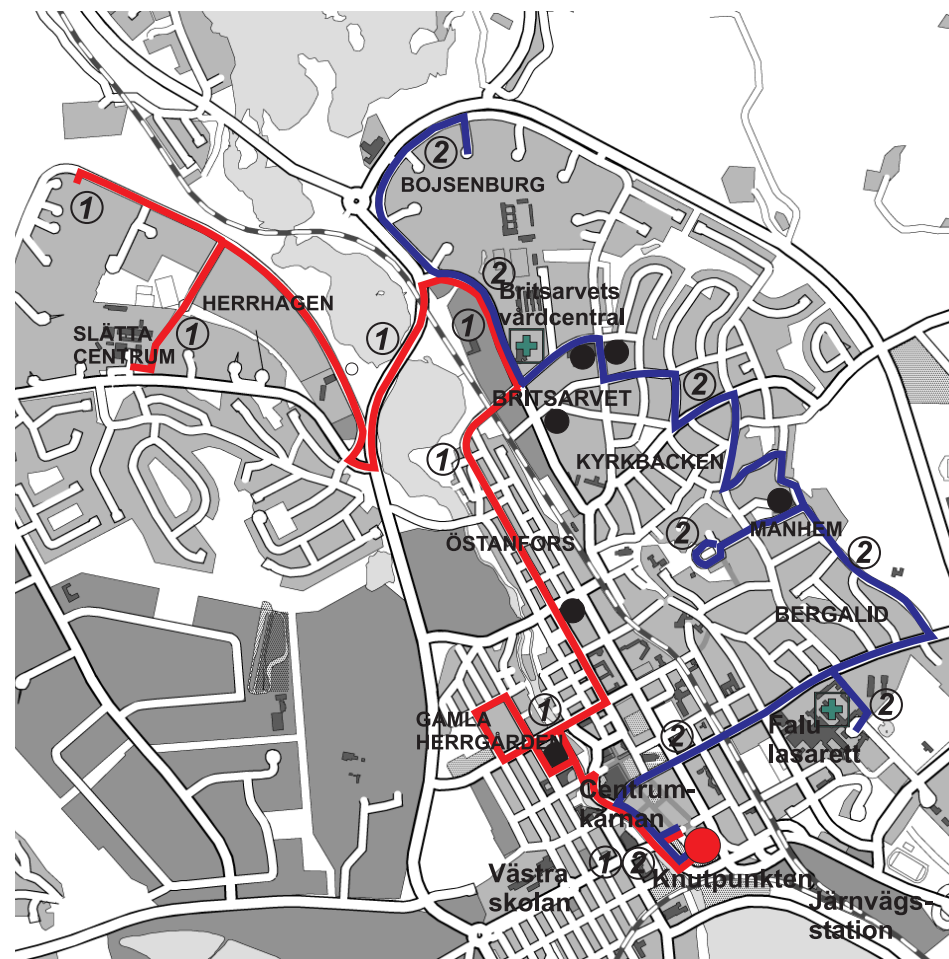 2
BOJSENBURG
1
2
Britsarvets
vårdcentral
HERRHAGEN
1
1
1
SLÄTTA
CENTRUM
2
BRITSARVET
1
KYRKBACKEN
2
MANHEM
ÖSTANFORS
2
BERGALID
1
2
GAMLA
HERRGÅRDEN
2
Falu
lasarett
Centrum-
kärnan
1
2
Västra
skolan
Knutpunkten
Järnvägs-
station